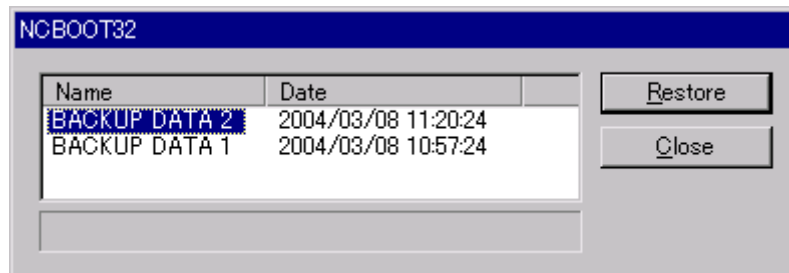 NCBOOT32
Name Date
Restore
BACKUP DATA 2 2004/03/08 11:20:24
BACKUP DATA 1 2004/03/08 10:57:24
Close